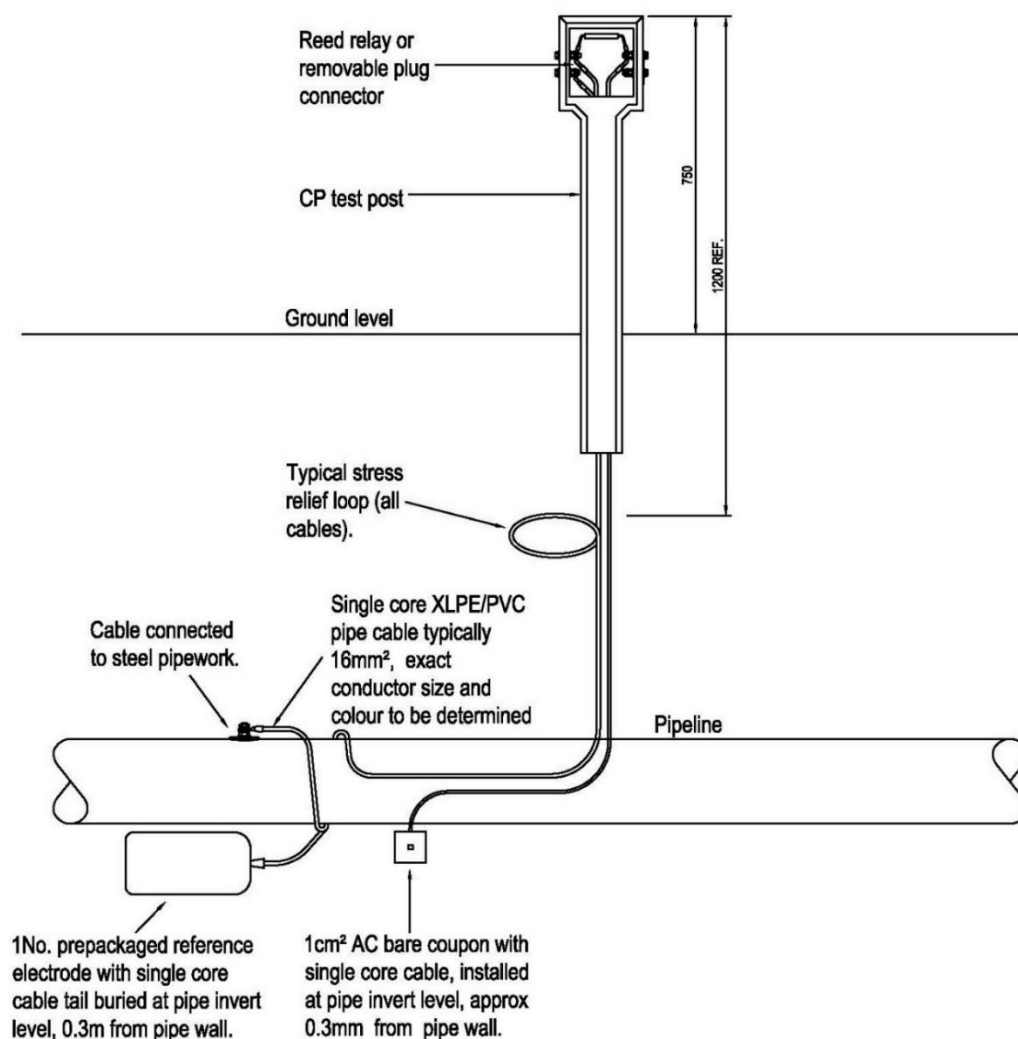 Reed relay or
removable plug
connector
CP test post
750
1200 REF.
Ground level
Typical stress
relief loop (all
cables).
Single core XLPE/PVC
pipe cable typically
16mm², exact
conductor size and
colour to be determined
Cable connected
to steel pipework.
Pipeline
1No. prepackaged reference
electrode with single core
cable tail buried at pipe invert
level, 0.3m from pipe wall.
1cm² AC bare coupon with
single core cable, installed
at pipe invert level, approx
0.3mm from pipe wall.